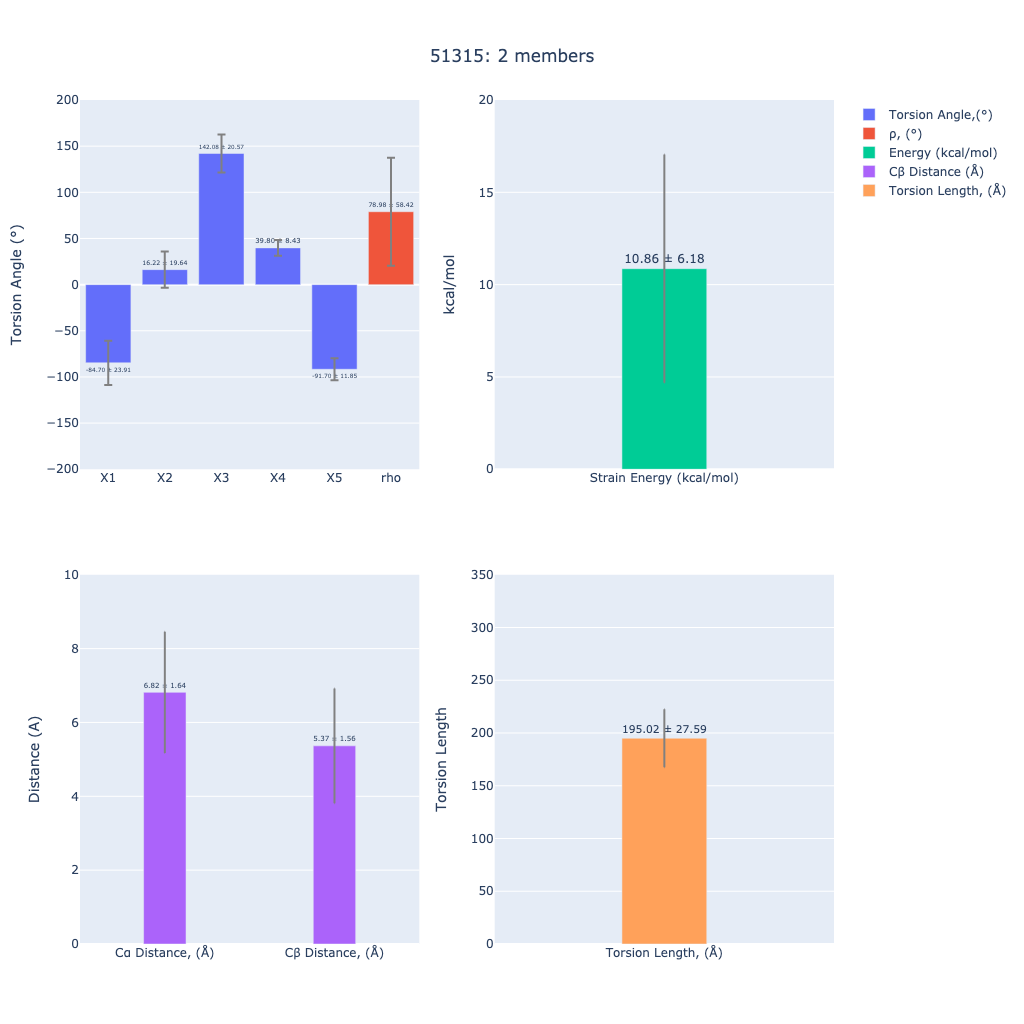 51315: 2 members
Torsion Angle (°)
200
150
100
50
0
−50
−100
−150
−200
-84.70 ± 23.91
16.22 ± 19.64
142.08 ± 20.57
39.80 ± 8.43
-91.70 ± 11.85
78.98 ± 58.42
X1 X2 X3 X4 X5 rho
kcal/mol
20
15
10
5
0
10.86 ± 6.18
Strain Energy (kcal/mol)
Torsion Angle,(°)
ρ, (°)
Energy (kcal/mol)
Cβ Distance (Å)
Torsion Length, (Å)
Distance (A)
10
8
6
4
2
0
6.82 ± 1.64
5.37 ± 1.56
Cα Distance, (Å) Cβ Distance, (Å)
Torsion Length
350
300
250
200
150
100
50
0
195.02 ± 27.59
Torsion Length, (Å)